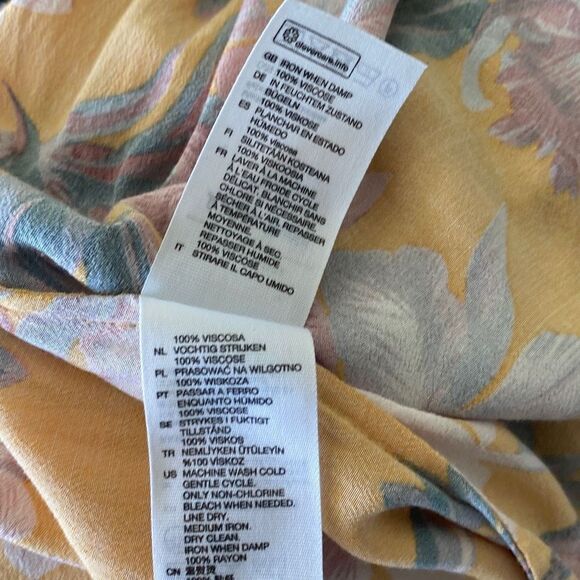 clevercare.info
GB IRON WHEN DAMP
100% VISCOSE
DE IN FEUCHTEM ZUSTAND
BÜGELN
100% VISKOSE
ES PLANCHAR EN ESTADO
HÚMEDO
100% Viscosa
FI SILITETÄÄN KOSTEANA
100% VISKOOSIA
FR LAVER À LA MACHINE
À L'EAU FROIDE CYCLE
DÉLICAT BLANCHIR SANS
CHLORE SI NECESSAIRE.
SÉCHER À L'AIR, REPASSER
À TEMPÉRATURE
MOYENNE.
NETTOYAGE À SEC.
REPASSER HUMIDE
100% VISCOSE
IT STIRARE IL CAPO UMIDO
100% VISCOSA
NL VOCHTIG STRIJKEN
100% VISCOSE
PL PRASOWAĆ NA WILGOTNO
100% WISKOZA
PT PASSAR A FERRO
ENQUANTO HÚMIDO
100% VISCOSE
SE STRYKES I FUKTIGT
TILLSTÅND
100% VISKOS
TR NEMLİYKEN ÜTÜLEYİN
%100 VİSKOZ
US MACHINE WASH COLD
GENTLE CYCLE.
ONLY NON-CHLORINE
BLEACH WHEN NEEDED.
LINE DRY.
MEDIUM IRON.
DRY CLEAN.
IRON WHEN DAMP
100% RAYON
CN